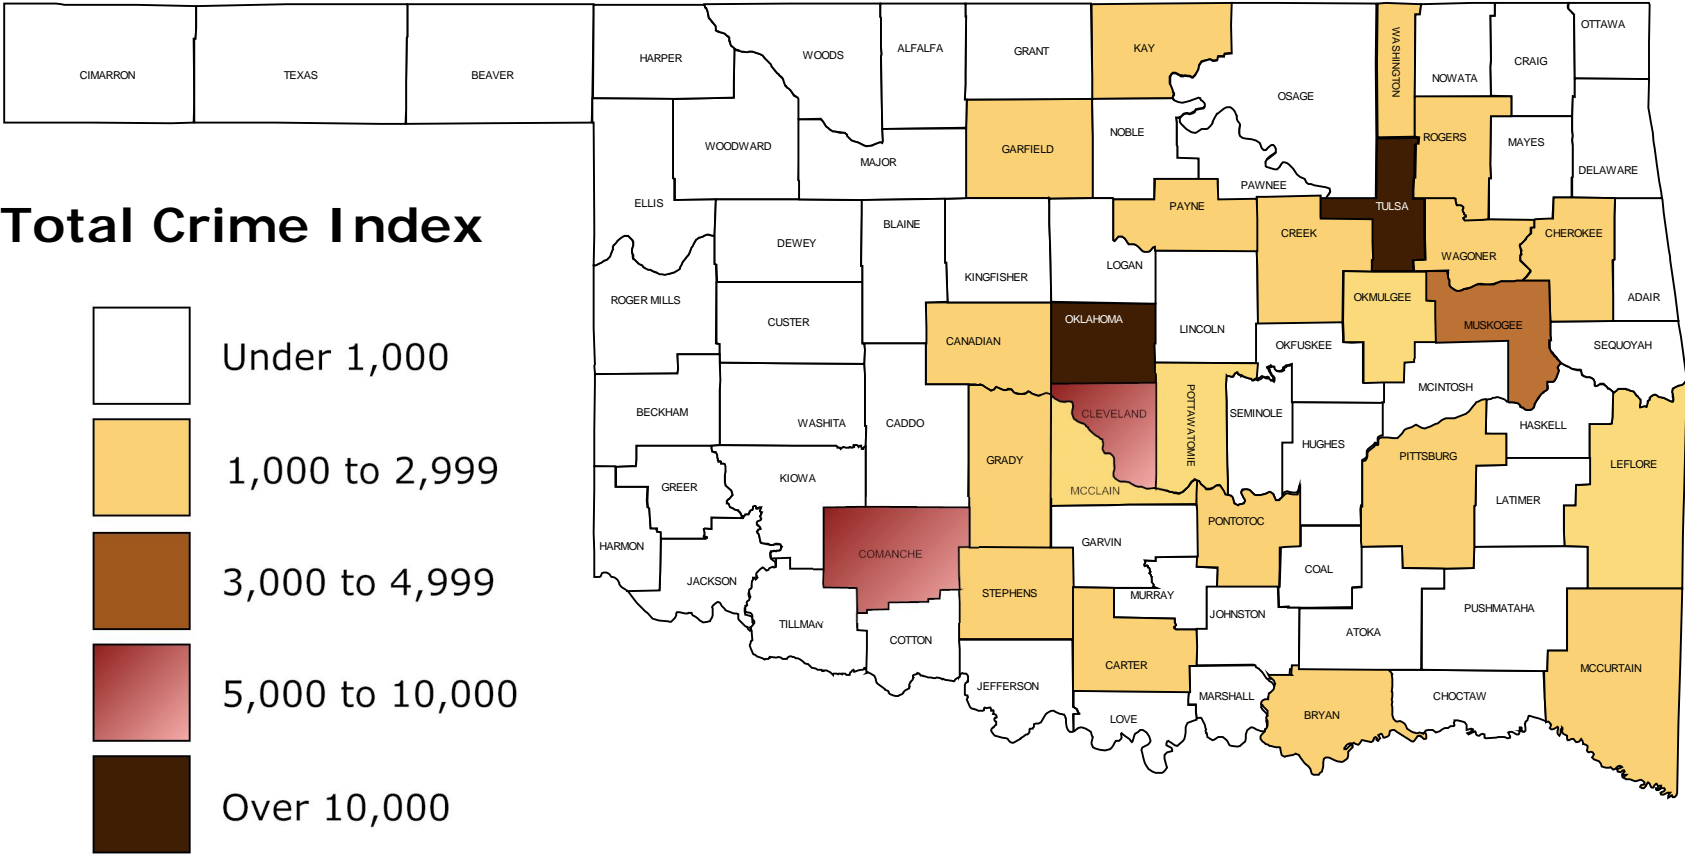 OTTAWA
WASHINGTON
KAY
ALFALFA
GRANT
WOODS
HARPER
CRAIG
CIMARRON
TEXAS
BEAVER
NOWATA
OSAGE
NOBLE
ROGERS
MAYES
WOODWARD
GARFIELD
MAJOR
DELAWARE
PAWNEE
ELLIS
PAYNE
TULSA
Total Crime Index
BLAINE
CREEK
CHEROKEE
DEWEY
WAGONER
LOGAN
KINGFISHER
ROGER MILLS
OKMULGEE
ADAIR
CUSTER
OKLAHOMA
MUSKOGEE
LINCOLN
CANADIAN
OKFUSKEE
SEQUOYAH
Under 1,000
MCINTOSH
BECKHAM
CLEVELAND
SEMINOLE
POTTAWATOMIE
WASHITA
CADDO
HASKELL
HUGHES
PITTSBURG
GRADY
LEFLORE
1,000 to 2,999
KIOWA
GREER
MCCLAIN
LATIMER
PONTOTOC
HARMON
GARVIN
COMANCHE
COAL
3,000 to 4,999
JACKSON
STEPHENS
MURRAY
PUSHMATAHA
JOHNSTON
TILLMAN
ATOKA
COTTON
CARTER
MCCURTAIN
JEFFERSON
5,000 to 10,000
MARSHALL
CHOCTAW
BRYAN
LOVE
Over 10,000